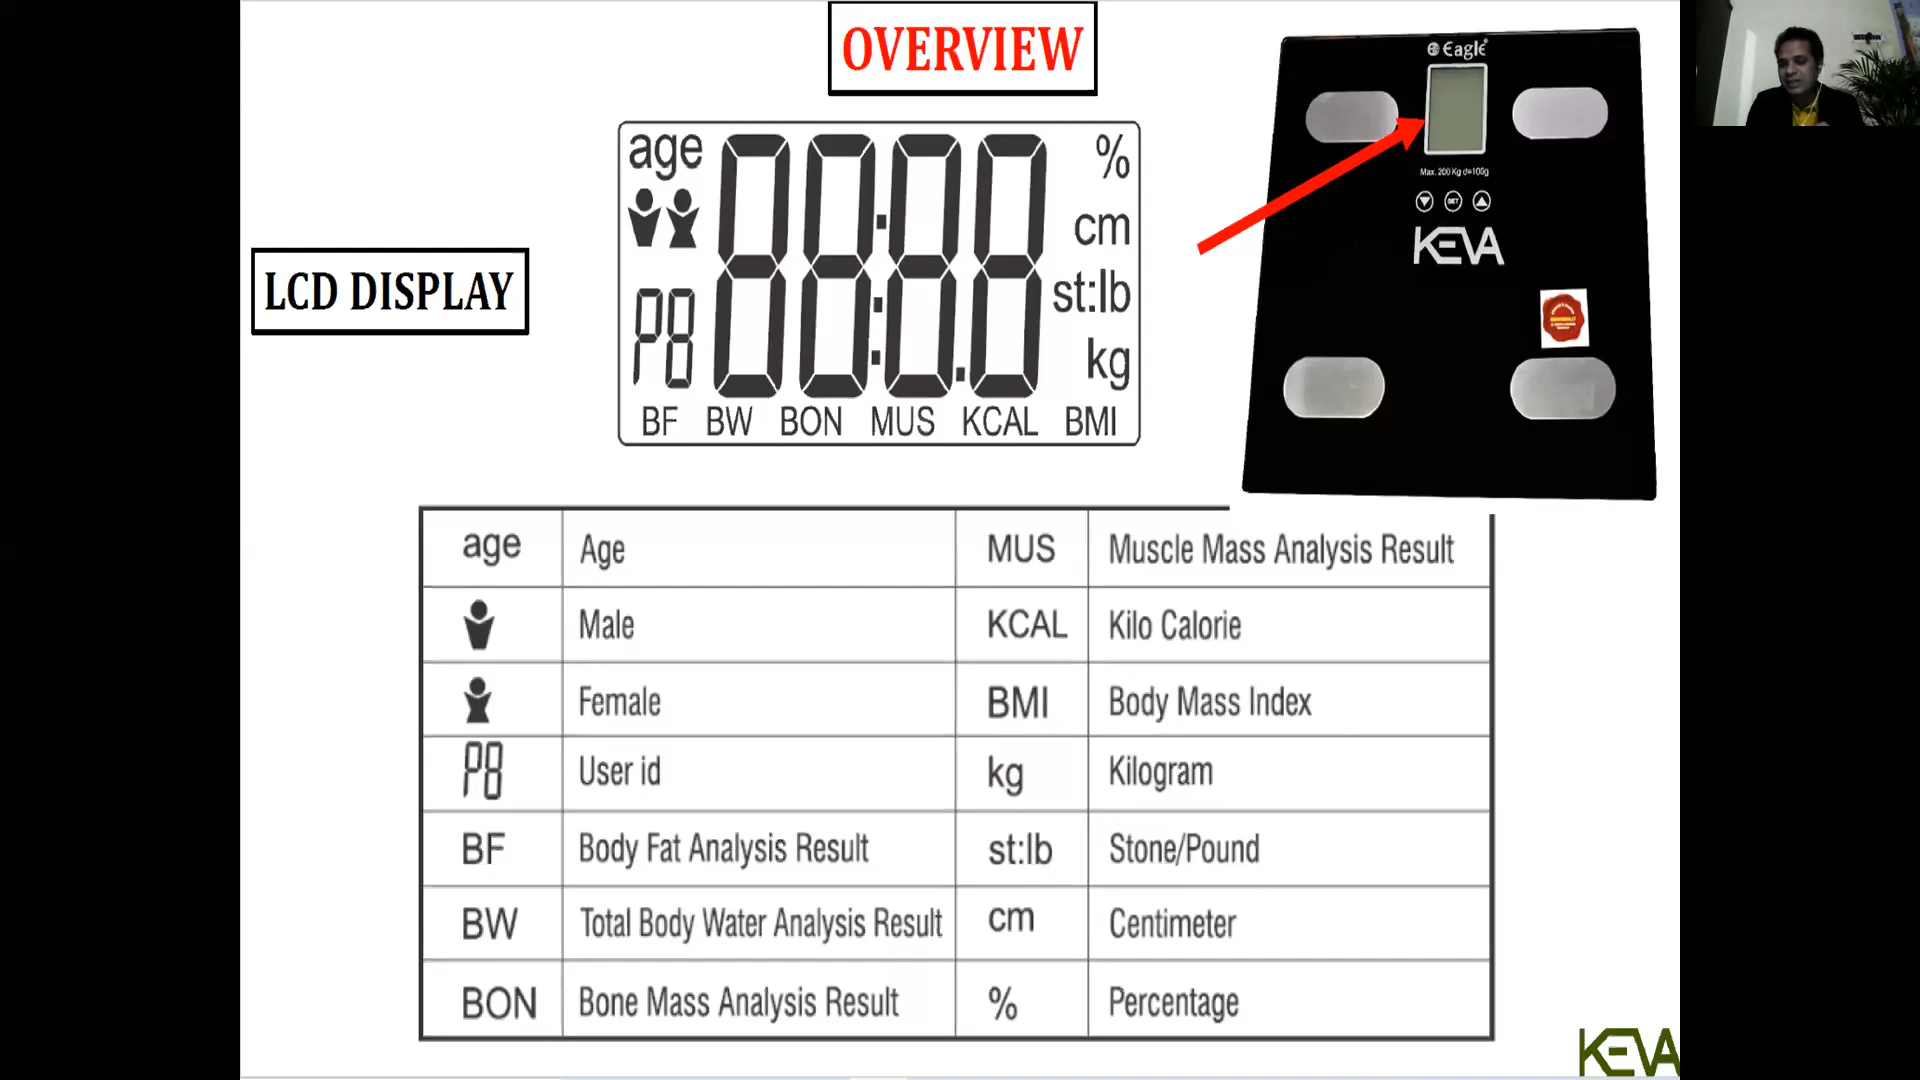 OVERVIEW
Eagle
age
%
cm
LCD DISPLAY
st:lb
P8
88:88.8
kg
BF BW BON MUS KCAL BMI
Max. 200 Kg d=100g
SET
KEVA
age Age MUS Muscle Mass Analysis Result
Male KCAL Kilo Calorie
Female BMI Body Mass Index
P8 User id kg Kilogram
BF Body Fat Analysis Result st:lb Stone/Pound
BW Total Body Water Analysis Result cm Centimeter
BON Bone Mass Analysis Result % Percentage
KEVA